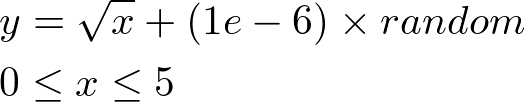 y = √x + (1e − 6) × random
0 ≤ x ≤ 5